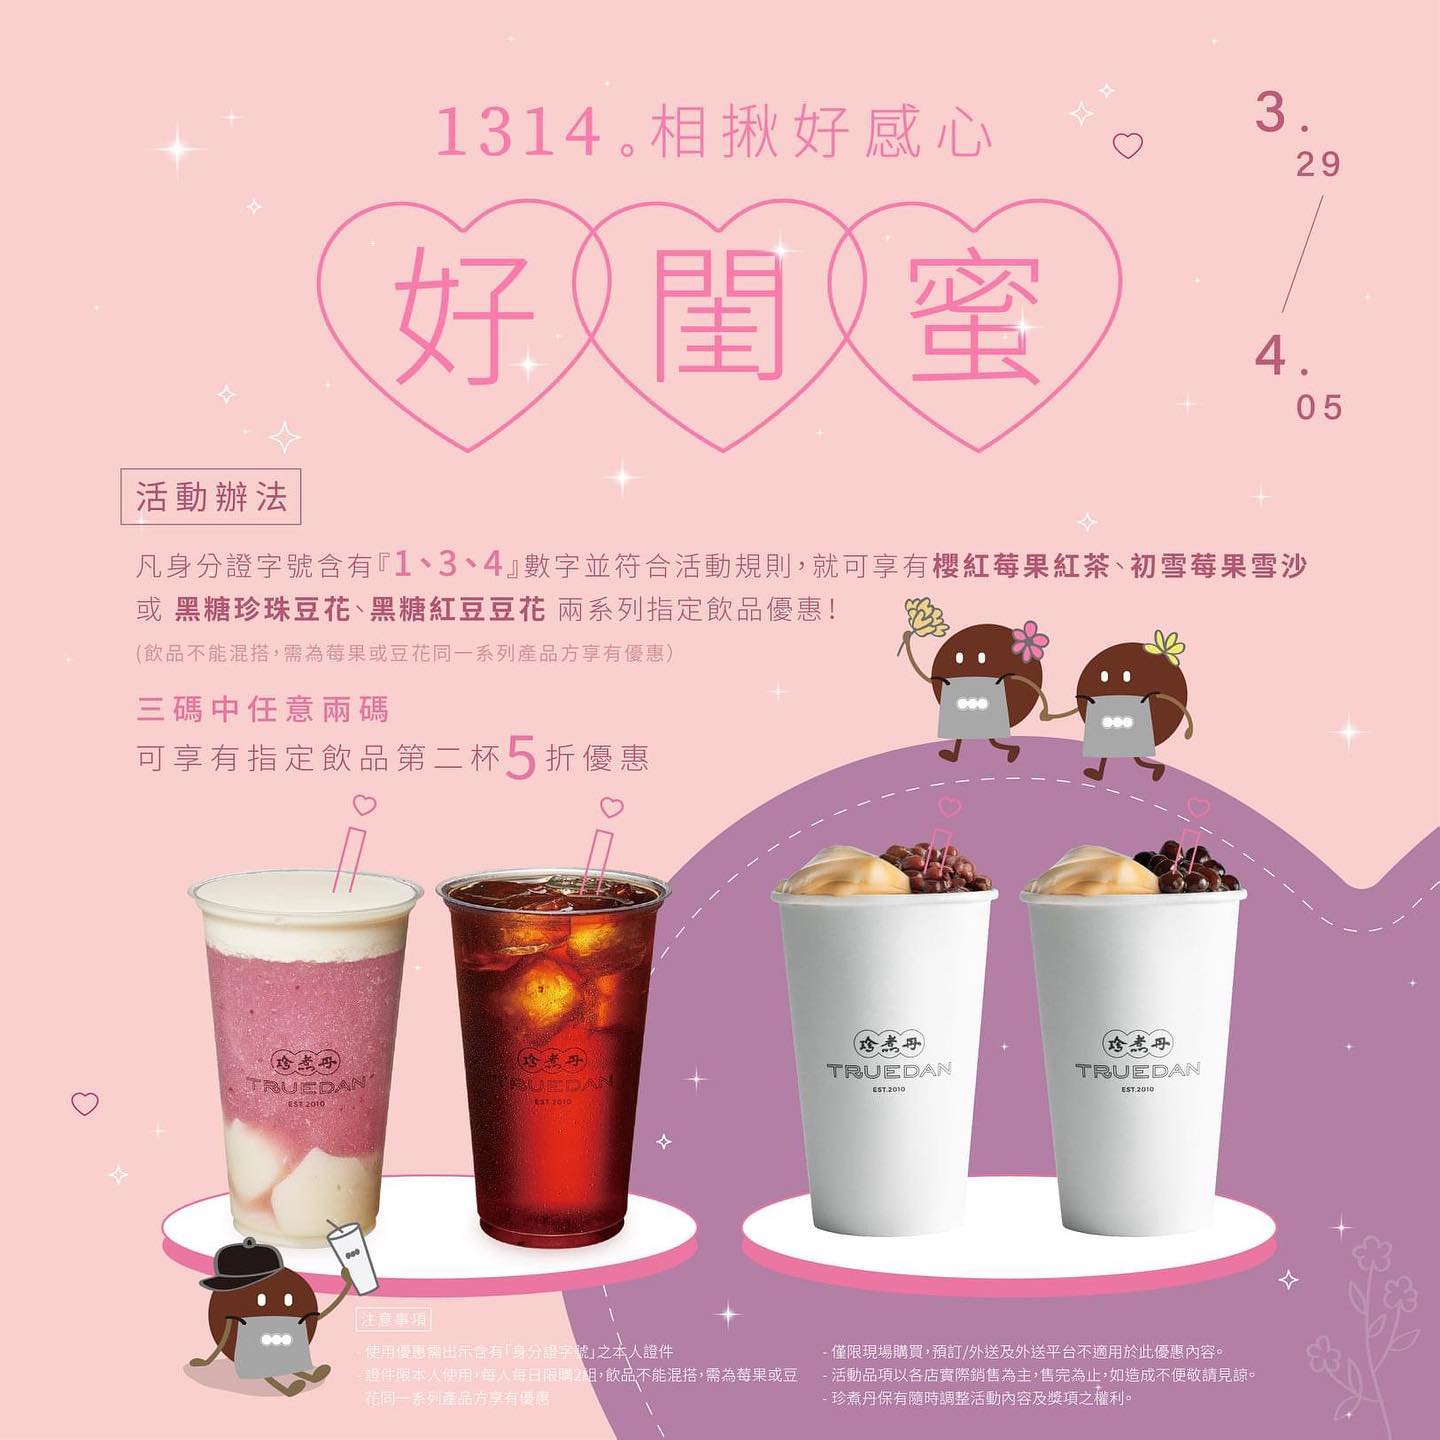 1314。相揪好感心
3.
29
4.
05
好閨蜜
活動辦法
凡身分證字號含有『1、3、4』數字並符合活動規則，就可享有櫻紅莓果紅茶、初雪莓果雪沙
或 黑糖珍珠豆花、黑糖紅豆豆花 兩系列指定飲品優惠！
（飲品不能混搭，需為莓果或豆花同一系列產品方享有優惠）
三碼中任意兩碼
可享有指定飲品第二杯5折優惠
珍煮丹
TRUEDAN
EST.2010
珍煮丹
TRUEDAN
EST.2010
珍煮丹
TRUEDAN
EST.2010
珍煮丹
TRUEDAN
EST.2010
注意事項
- 使用優惠需出示含有「身分證字號」之本人證件
- 證件限本人使用，每人每日限購2組，飲品不能混搭，需為莓果或豆
花同一系列產品方享有優惠
- 僅限現場購買，預訂/外送及外送平台不適用於此優惠內容。
- 活動品項以各店實際銷售為主，售完為止，如造成不便敬請見諒。
- 珍煮丹保有隨時調整活動內容及獎項之權利。